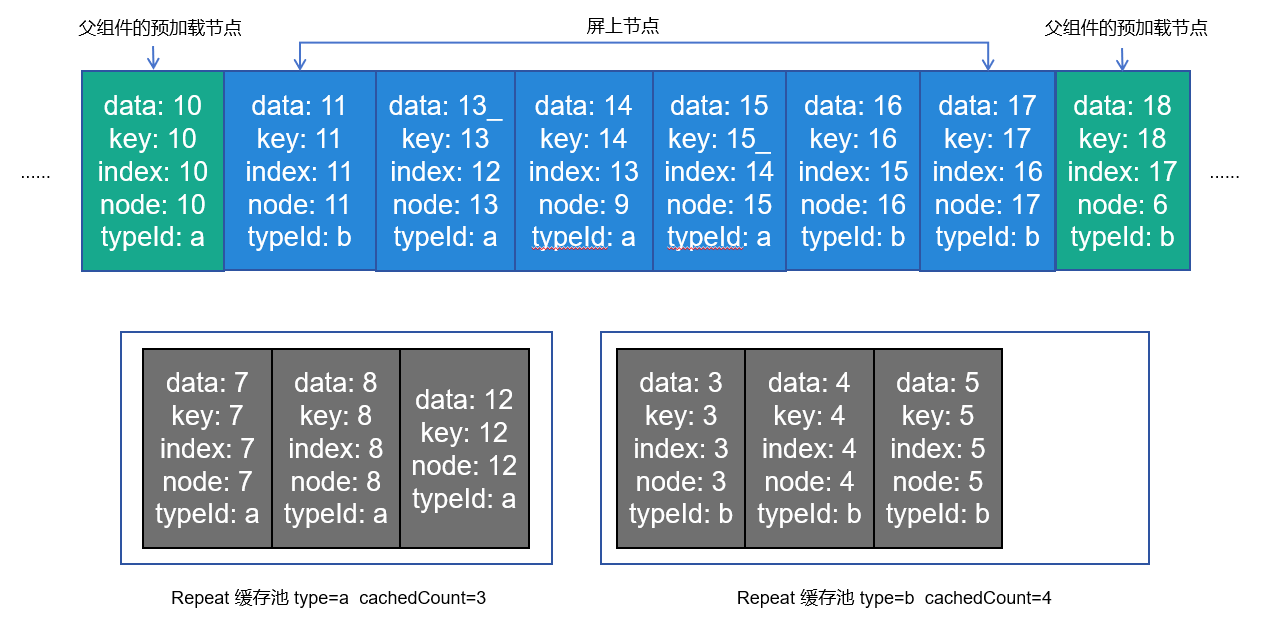 父组件的预加载节点
屏上节点
父组件的预加载节点
......
data: 10
key: 10
index: 10
node: 10
typeId: a
data: 11
key: 11
index: 11
node: 11
typeId: b
data: 13_
key: 13
index: 12
node: 13
typeId: a
data: 14
key: 14
index: 13
node: 9
typeId: a
data: 15
key: 15_
index: 14
node: 15
typeId: a
data: 16
key: 16
index: 15
node: 16
typeId: b
data: 17
key: 17
index: 16
node: 17
typeId: b
data: 18
key: 18
index: 17
node: 6
typeId: b
......
data: 7
key: 7
index: 7
node: 7
typeId: a
data: 8
key: 8
index: 8
node: 8
typeId: a
data: 12
key: 12
node: 12
typeId: a
data: 3
key: 3
index: 3
node: 3
typeId: b
data: 4
key: 4
index: 4
node: 4
typeId: b
data: 5
key: 5
index: 5
node: 5
typeId: b
Repeat 缓存池 type=a cachedCount=3
Repeat 缓存池 type=b cachedCount=4